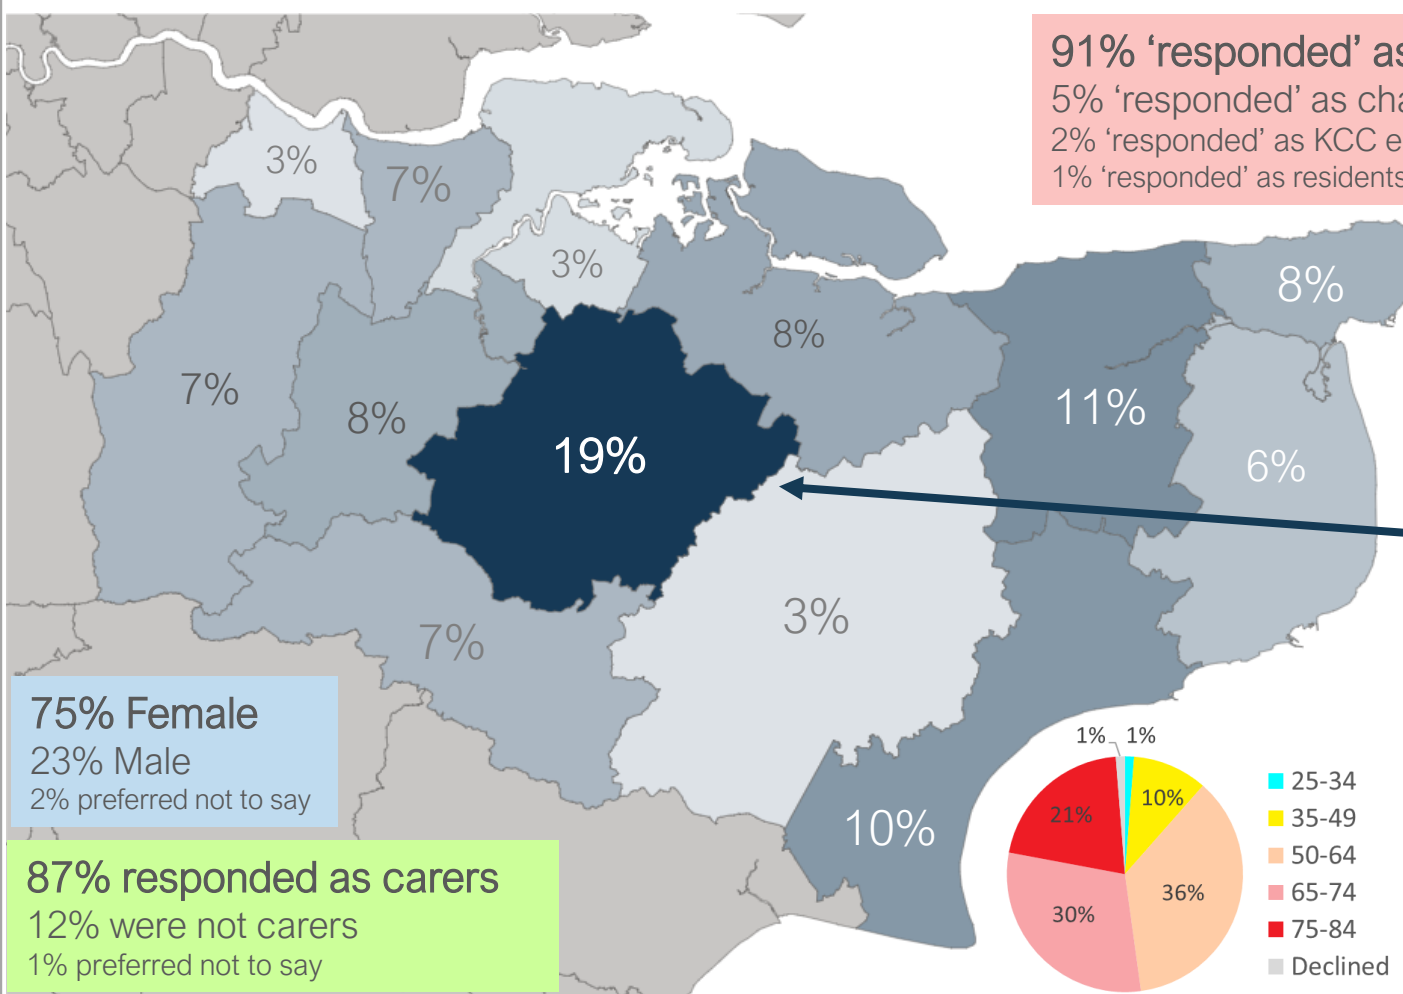 91% ‘responded’ as
5% ‘responded’ as
2% ‘responded’ as KCC
1% ‘responded’ as residents
3%
7%
3%
8%
8%
7%
8%
19%
11%
6%
7%
3%
10%
75% Female
23% Male
2% preferred not to say
87% responded as carers
12% were not carers
1% preferred not to say
1%
1%
10%
21%
36%
30%
25-34
35-49
50-64
65-74
75-84
Declined